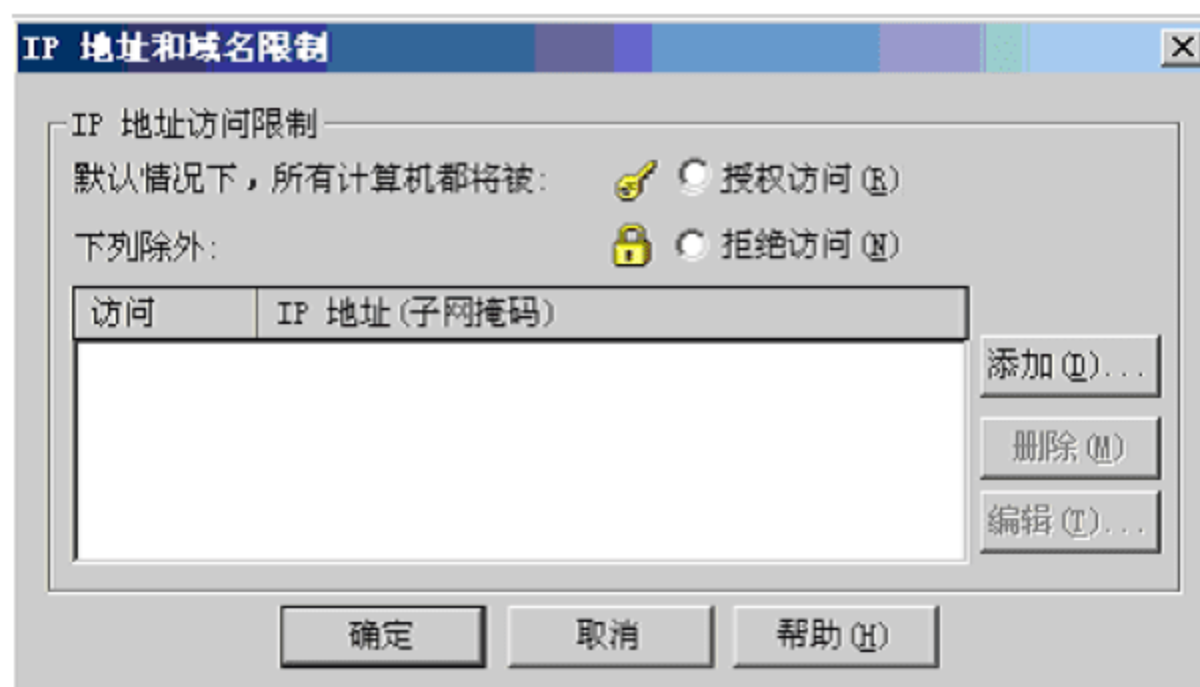 IP 地址和域名限制
IP 地址访问限制
默认情况下，所有计算机都将被: 授权访问(R)
下列除外: 拒绝访问(N)
访问 IP 地址(子网掩码)
添加(D)...
删除(M)
编辑(T)...
确定 取消 帮助(H)